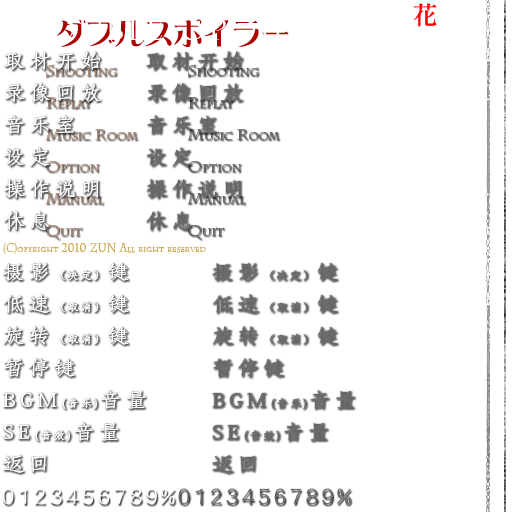 花
ダブルスポイラー
取材开始 Shooting 取材开始 Shooting
录像回放 Replay 录像回放 Replay
音乐室 Music Room 音乐室 Music Room
设定 Option 设定 Option
操作说明 Manual 操作说明 Manual
休息 Quit 休息 Quit
(C)opyright 2010 ZUN All right reserved
摄影（决定）键 摄影（决定）键
低速（取消）键 低速（取消）键
旋转（取消）键 旋转（取消）键
暂停键 暂停键
BGM(音乐)音量 BGM(音乐)音量
SE(音效)音量 SE(音效)音量
返回 返回
0123456789%0123456789%